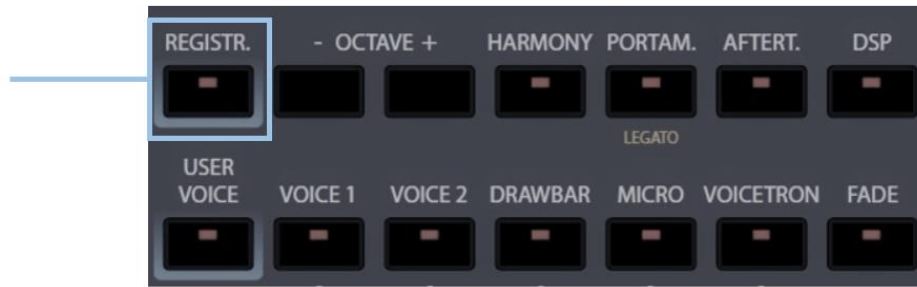 REGISTR. - OCTAVE + HARMONY PORTAM. AFTERT. DSP
LEGATO
USER
VOICE VOICE 1 VOICE 2 DRAWBAR MICRO VOICETRON FADE